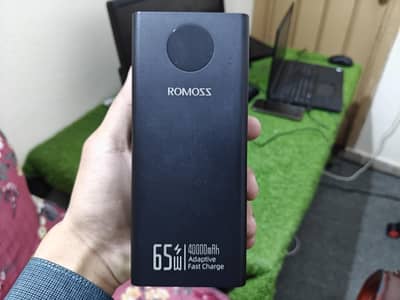 ROMOSS
65W
40000mAh
Adaptive
Fast Charge